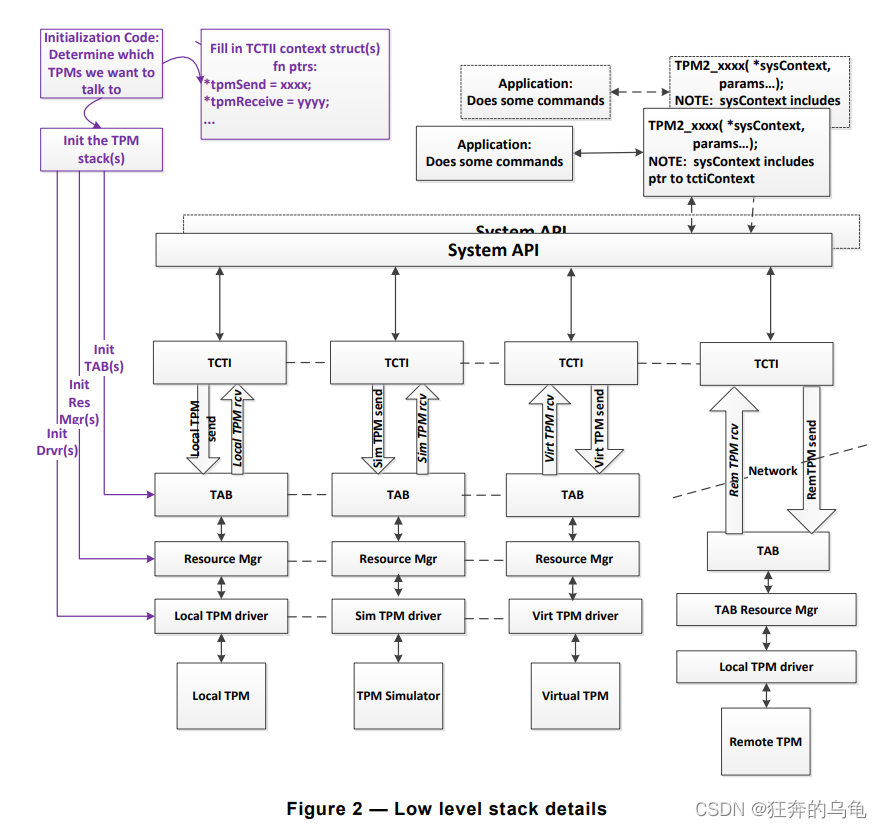 Initialization Code:
Determine which
TPMs we want to
talk to
Fill in TCTII context struct(s)
fn ptrs:
*tpmSend = xxxx;
*tpmReceive = yyyy;
...
Init the TPM
stack(s)
Application:
Does some commands
TPM2_xxxx( *sysContext,
params...);
NOTE: sysContext includes
Application:
Does some commands
TPM2_xxxx( *sysContext,
params...);
NOTE: sysContext includes
ptr to tctiContext
System API
System API
TCTI
TCTI
TCTI
TCTI
Init
TAB(s)
Init
Res
Mgr(s)
Init
Drvr(s)
Local TPM
send
Local TPM rcv
Sim TPM send
Sim TPM rcv
Virt TPM rcv
Virt TPM send
Rem TPM rcv
Network
RemTPM send
TAB
TAB
TAB
TAB
Resource Mgr
Resource Mgr
Resource Mgr
TAB Resource Mgr
Local TPM driver
Sim TPM driver
Virt TPM driver
Local TPM driver
Local TPM
TPM Simulator
Virtual TPM
Remote TPM
Figure 2 — Low level stack details
CSDN @狂奔的乌龟